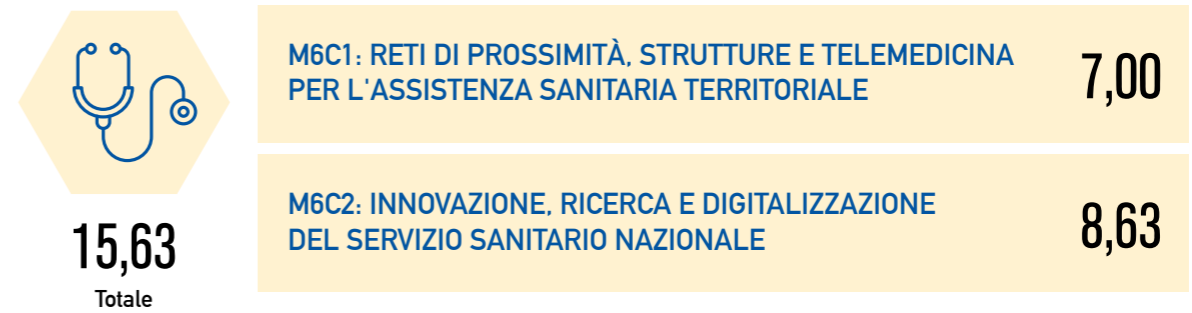 M6C1: RETI DI PROSSIMITÀ, STRUTTURE E TELEMEDICINA
PER L'ASSISTENZA SANITARIA TERRITORIALE
7,00
M6C2: INNOVAZIONE, RICERCA E DIGITALIZZAZIONE
DEL SERVIZIO SANITARIO NAZIONALE
8,63
15,63
Totale